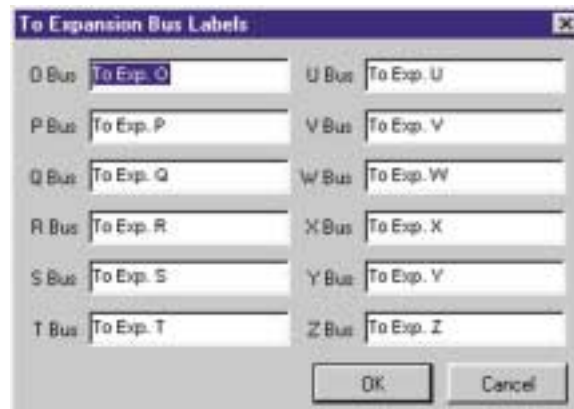 To Expansion Bus Labels
O Bus To Exp. O U Bus To Exp. U
P Bus To Exp. P V Bus To Exp. V
Q Bus To Exp. Q W Bus To Exp. W
R Bus To Exp. R X Bus To Exp. X
S Bus To Exp. S Y Bus To Exp. Y
T Bus To Exp. T Z Bus To Exp. Z
OK Cancel